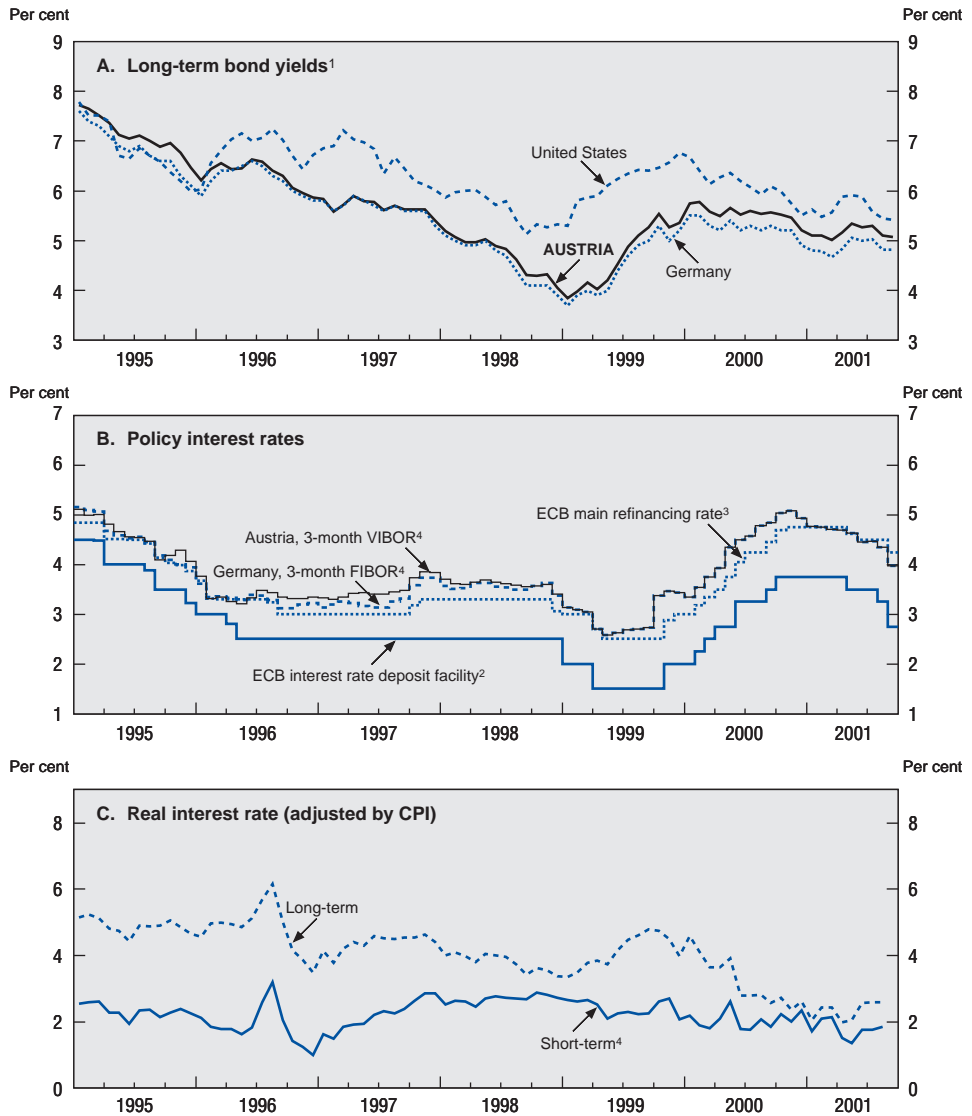 Per cent Per cent
A. Long-term bond yields¹
9 9
8 8
7 7
United States
6 6
5 5
AUSTRIA
Germany
4 4
3 3
1995 1996 1997 1998 1999 2000 2001
Per cent Per cent
7 7
B. Policy interest rates
6 6
5 5
ECB main refinancing rate³
Austria, 3-month VIBOR⁴
4 4
Germany, 3-month FIBOR⁴
3 3
2 2
ECB interest rate deposit facility²
1 1
1995 1996 1997 1998 1999 2000 2001
Per cent Per cent
C. Real interest rate (adjusted by CPI)
8 8
6 6
Long-term
4 4
2 2
Short-term⁴
0 0
1995 1996 1997 1998 1999 2000 2001